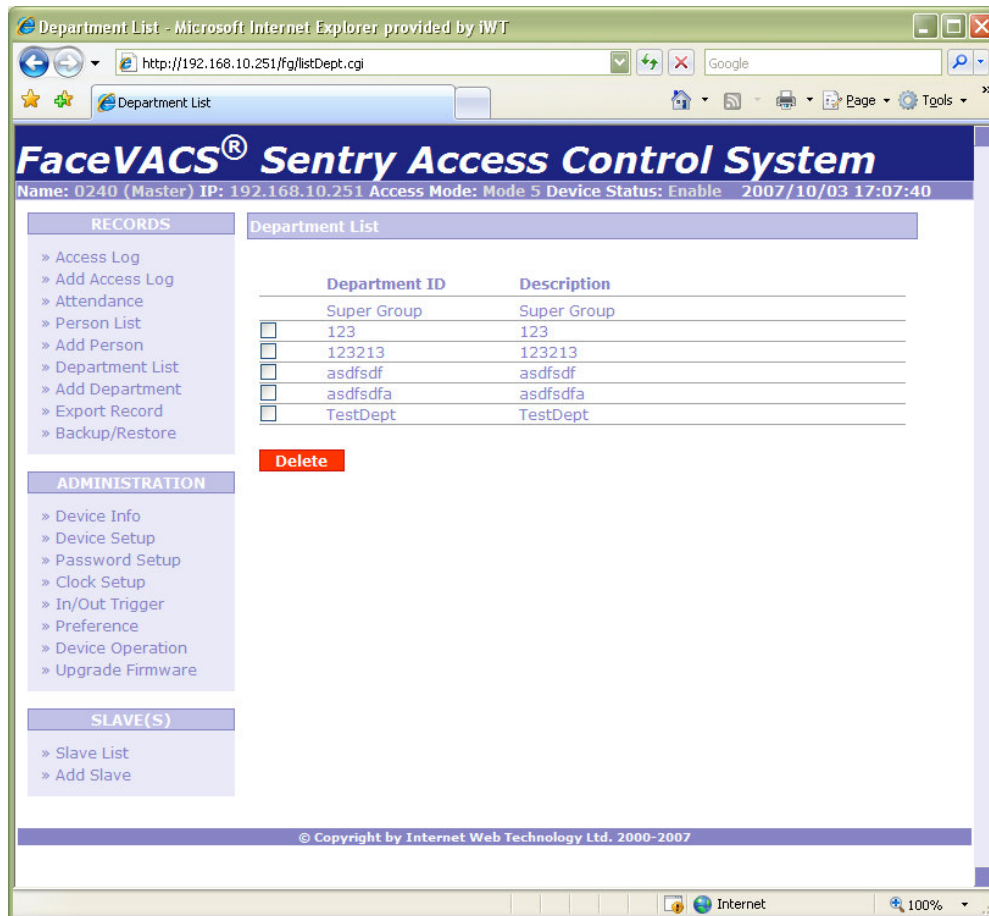 Department List - Microsoft Internet Explorer provided by iWT
http://192.168.10.251/fg/listDept.cgi
Google
Department List
Page
Tools
»
FaceVACS® Sentry Access Control System
Name: 0240 (Master) IP: 192.168.10.251 Access Mode: Mode 5 Device Status: Enable 2007/10/03 17:07:40
RECORDS
» Access Log
» Add Access Log
» Attendance
» Person List
» Add Person
» Department List
» Add Department
» Export Record
» Backup/Restore
ADMINISTRATION
» Device Info
» Device Setup
» Password Setup
» Clock Setup
» In/Out Trigger
» Preference
» Device Operation
» Upgrade Firmware
SLAVE(S)
» Slave List
» Add Slave
Department List
Department ID Description
Super Group Super Group
123 123
123213 123213
asdfsdf asdfsdf
asdfsdfa asdfsdfa
TestDept TestDept
Delete
© Copyright by Internet Web Technology Ltd. 2000-2007
Internet
100%